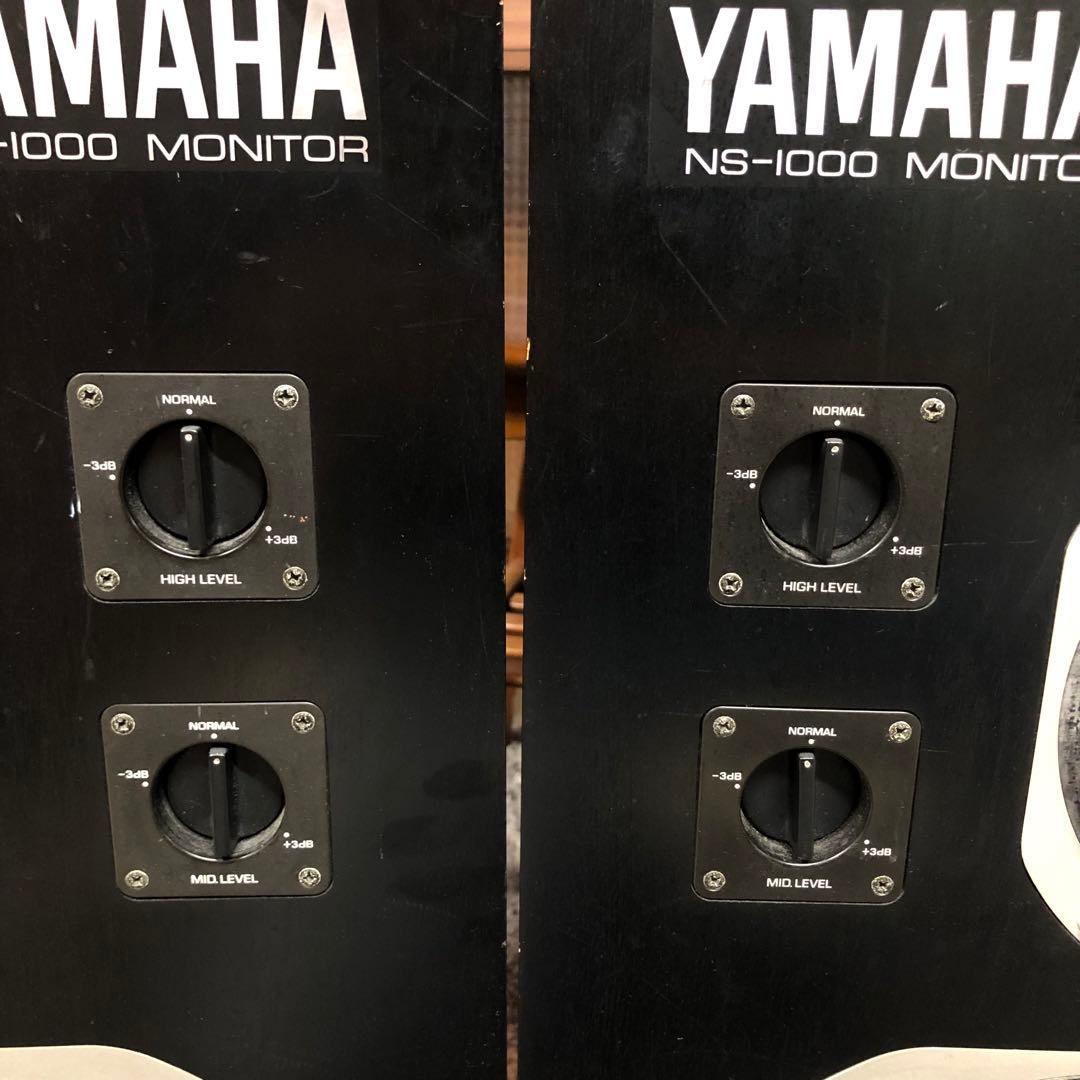 AMAHA
-1000 MONITOR
NORMAL
-3dB
+3dB
HIGH LEVEL
NORMAL
-3dB
+3dB
MID. LEVEL
YAMAHA
NS-1000 MONITO
NORMAL
-3dB
+3dB
HIGH LEVEL
NORMAL
-3dB
+3dB
MID. LEVEL